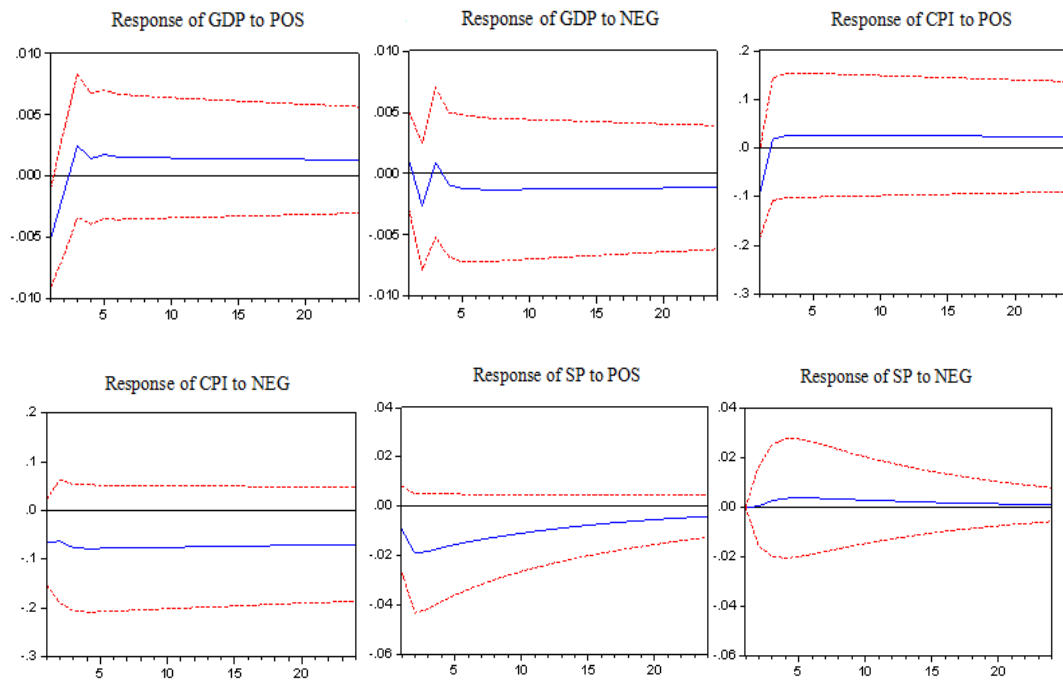 Response of GDP to POS
.010
.005
.000
-.005
-.010
5 10 15 20
Response of GDP to NEG
.010
.005
.000
-.005
-.010
5 10 15 20
Response of CPI to POS
.2
.1
.0
-.1
-.2
-.3
5 10 15 20
Response of CPI to NEG
.2
.1
.0
-.1
-.2
-.3
5 10 15 20
Response of SP to POS
.04
.02
.00
-.02
-.04
-.06
5 10 15 20
Response of SP to NEG
.04
.02
.00
-.02
-.04
-.06
5 10 15 20